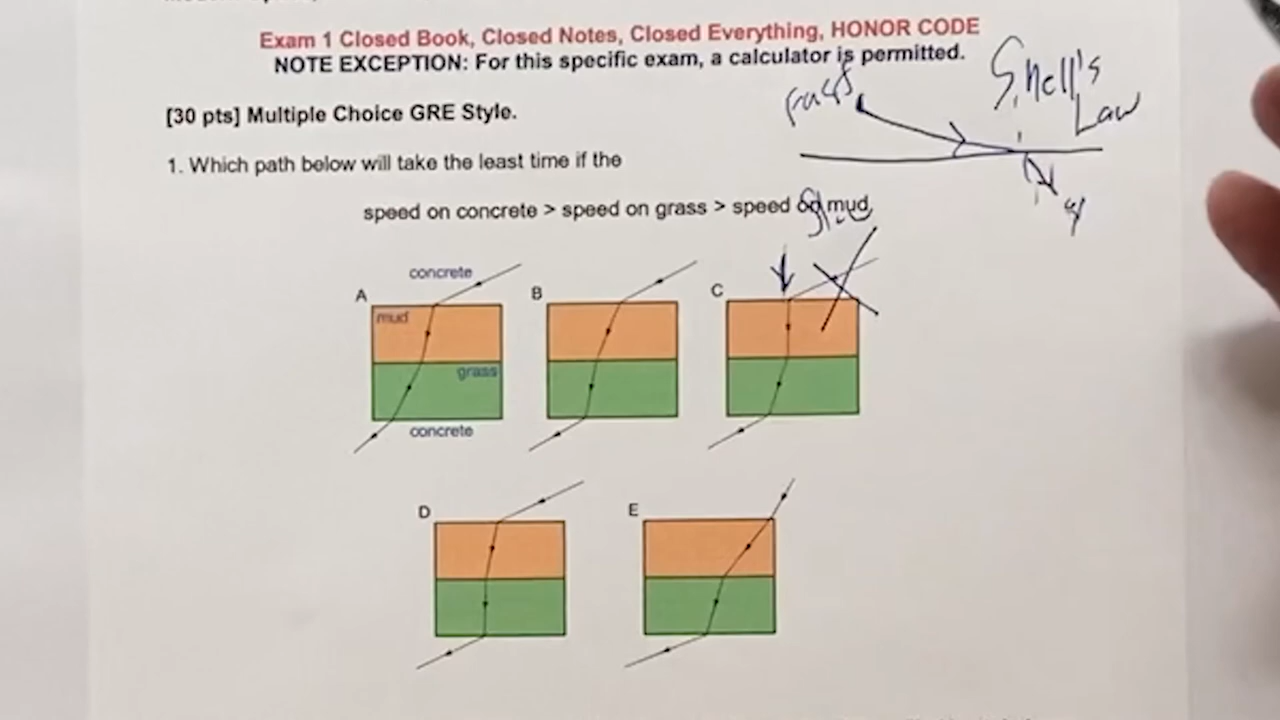 Exam 1 Closed Book, Closed Notes, Closed Everything, HONOR CODE
NOTE EXCEPTION: For this specific exam, a calculator is permitted.
Snell's
Law
fast
[30 pts] Multiple Choice GRE Style.
1. Which path below will take the least time if the
speed on concrete > speed on grass > speed on mud
A
concrete
mud
grass
concrete
B
C
D
E